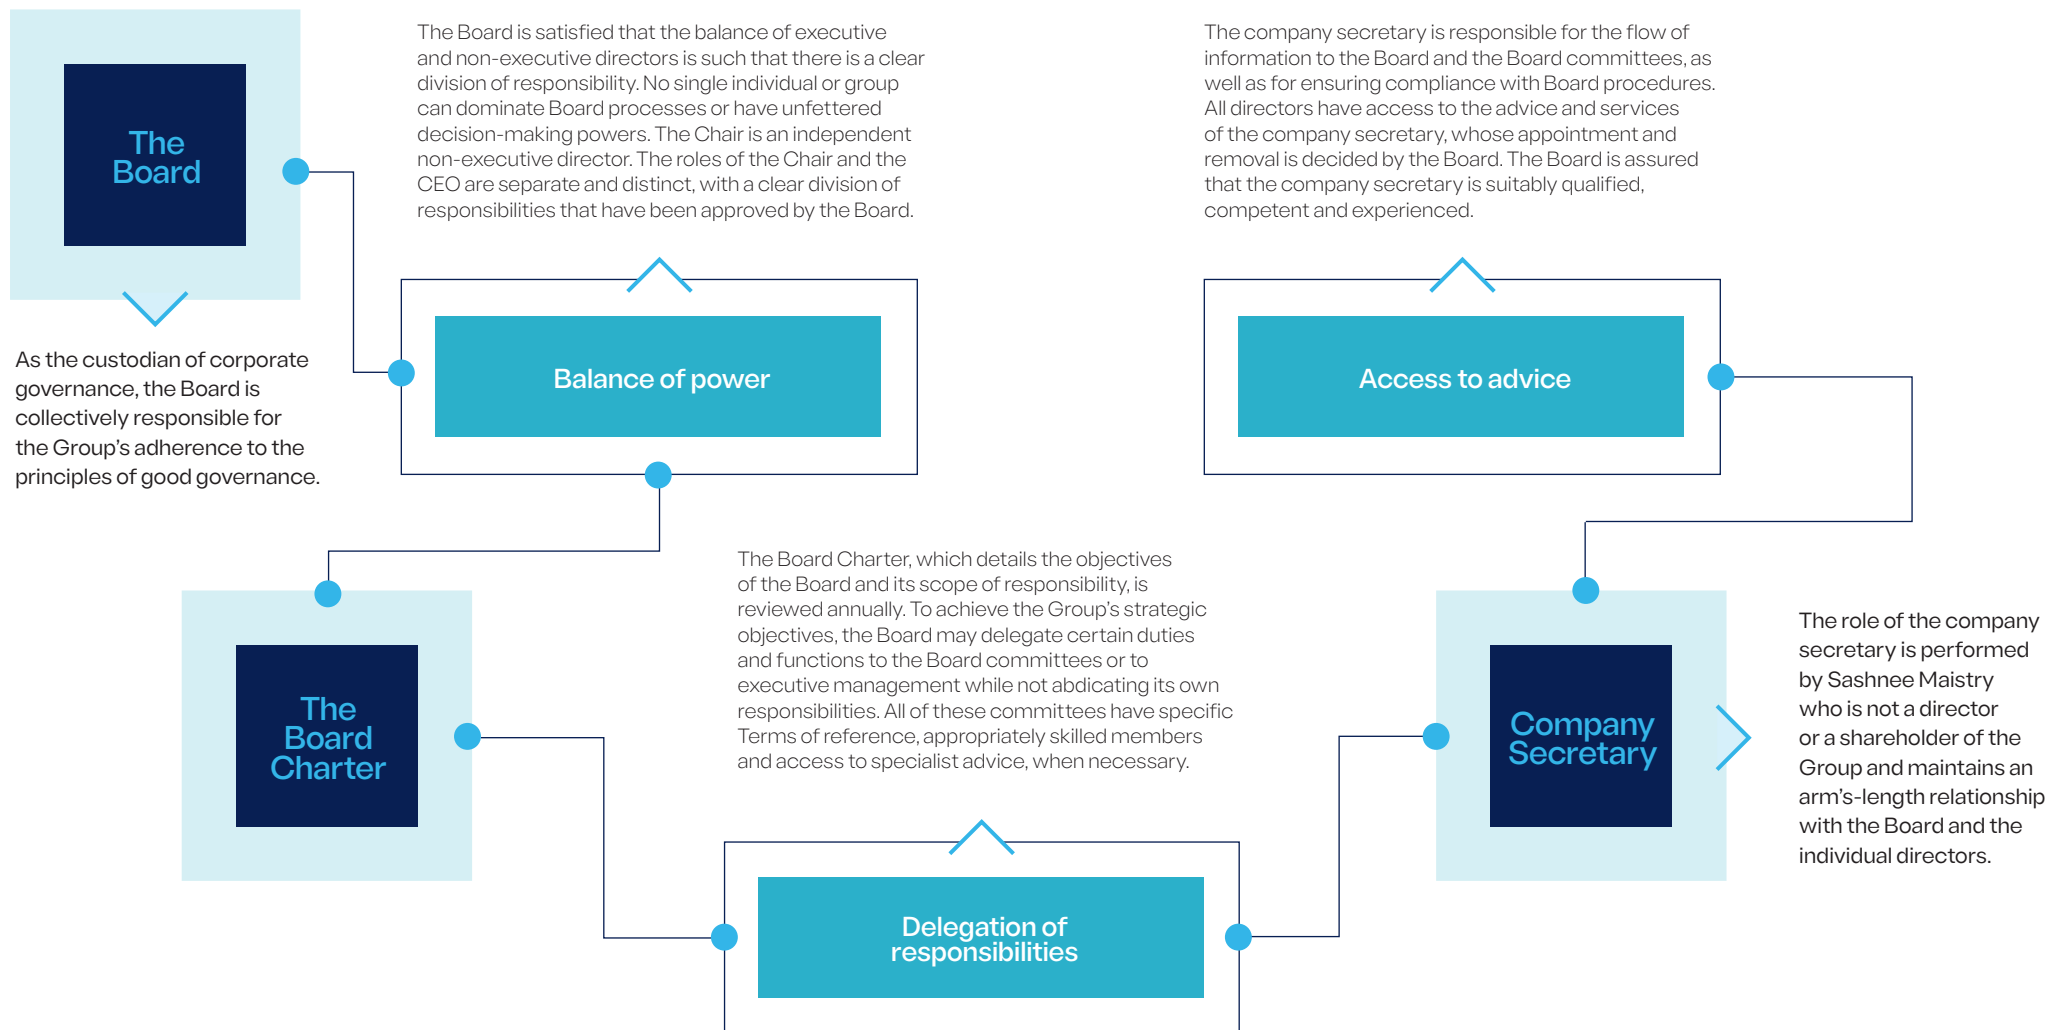 The
Board
As the custodian of corporate
governance, the Board is
collectively responsible for
the Group's adherence to the
principles of good governance.
The Board is satisfied that the balance of executive
and non-executive directors is such that there is a clear
division of responsibility. No single individual or group
can dominate Board processes or have unfettered
decision-making powers. The Chair is an independent
non-executive director. The roles of the Chair and the
CEO are separate and distinct, with a clear division of
responsibilities that have been approved by the Board.
Balance of power
The
Board
Charter
The Board Charter, which details the objectives
of the Board and its scope of responsibility, is
reviewed annually. To achieve the Group's strategic
objectives, the Board may delegate certain duties
and functions to the Board committees or to
executive management while not abdicating its own
responsibilities. All of these committees have specific
Terms of reference, appropriately skilled members
and access to specialist advice, when necessary.
Delegation of
responsibilities
Company
Secretary
The role of the company
secretary is performed
by Sashnee Maistry
who is not a director
or a shareholder of the
Group and maintains an
arm's-length relationship
with the Board and the
individual directors.
The company secretary is responsible for the flow of
information to the Board and the Board committees, as
well as for ensuring compliance with Board procedures.
All directors have access to the advice and services
of the company secretary, whose appointment and
removal is decided by the Board. The Board is assured
that the company secretary is suitably qualified,
competent and experienced.
Access to advice